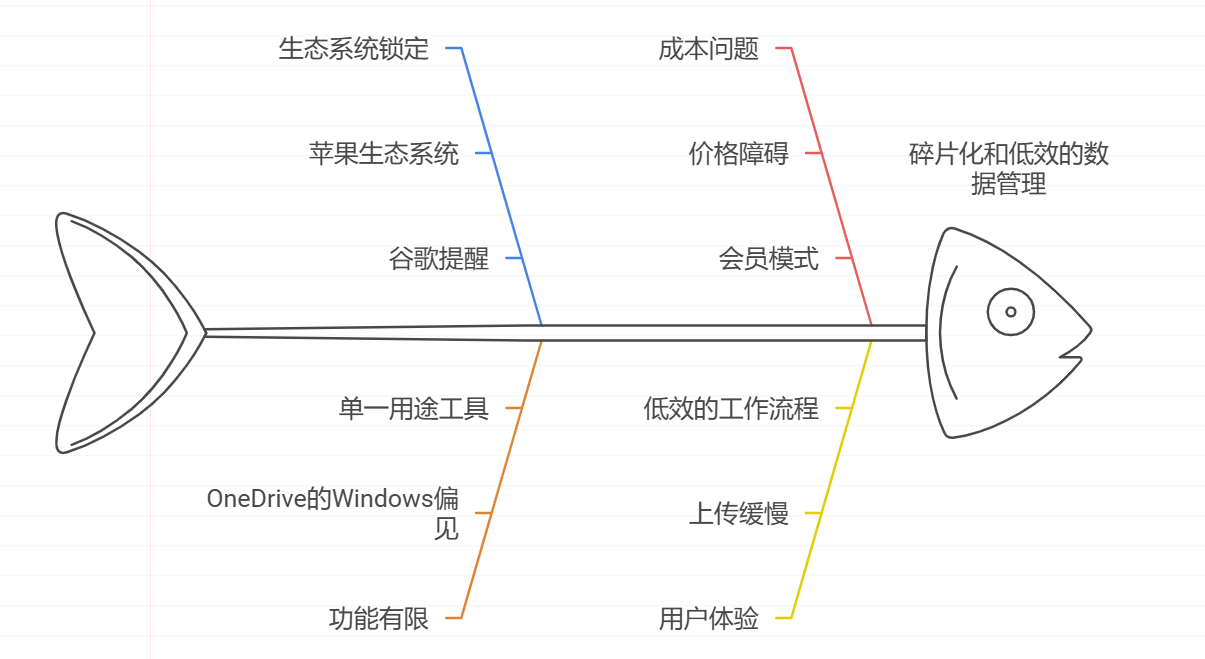 生态系统锁定
苹果生态系统
谷歌提醒
成本问题
价格障碍
会员模式
碎片化和低效的数
据管理
单一用途工具
OneDrive的Windows偏
见
功能有限
低效的工作流程
上传缓慢
用户体验